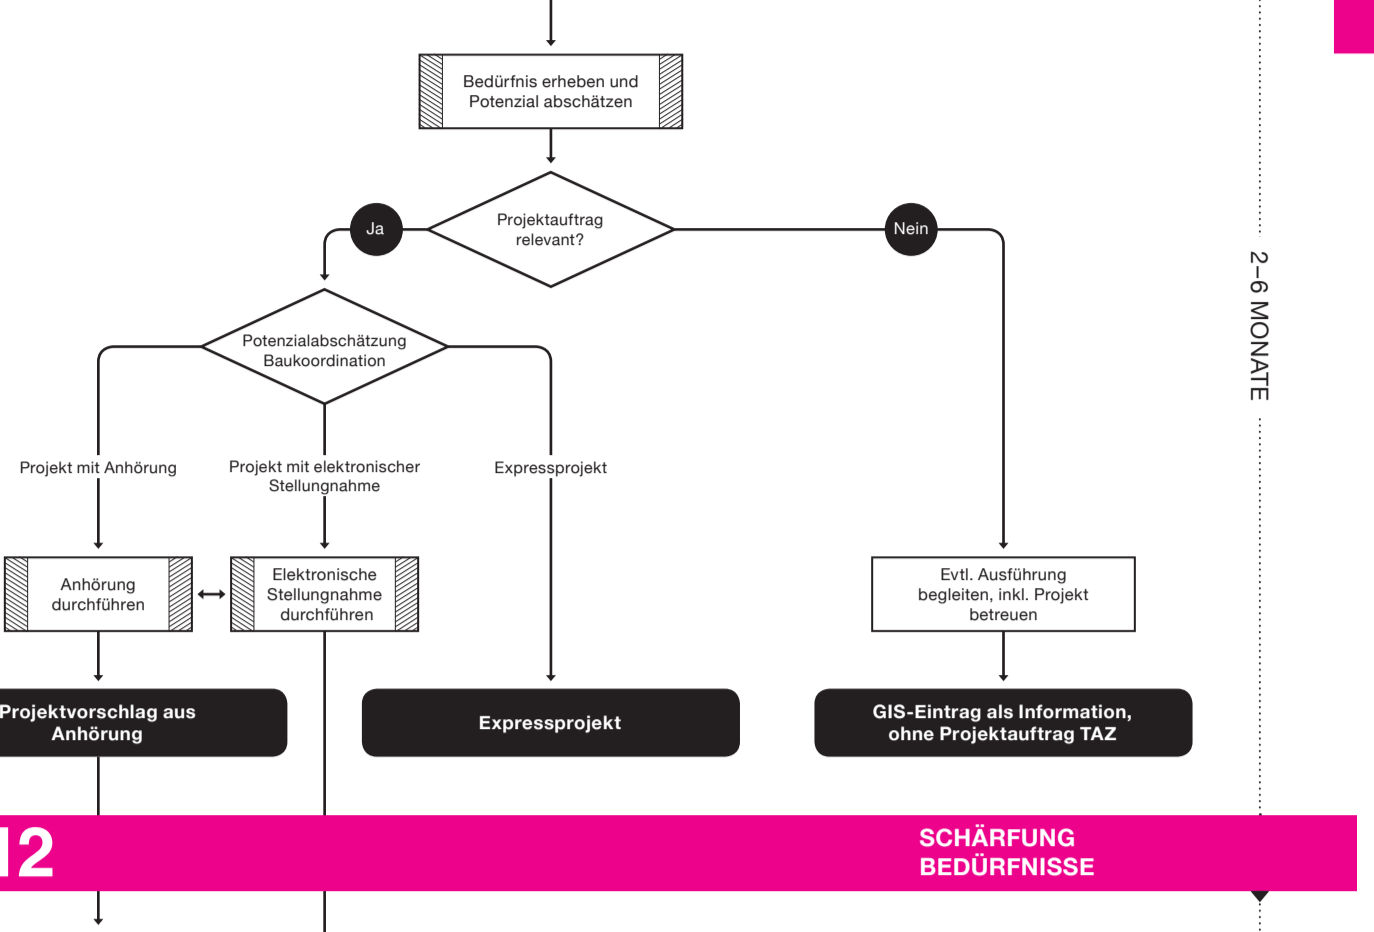 Bedürfnis erheben und
Potenzial abschätzen
Projektauftrag
relevant?
Ja
Nein
2–6 MONATE
Potenzialabschätzung
Baukoordination
Projekt mit Anhörung
Projekt mit elektronischer
Stellungnahme
Expressprojekt
Anhörung
durchführen
Elektronische
Stellungnahme
durchführen
Evtl. Ausführung
begleiten, inkl. Projekt
betreuen
Projektvorschlag aus
Anhörung
Expressprojekt
GIS-Eintrag als Information,
ohne Projektauftrag TAZ
12
SCHÄRFUNG
BEDÜRFNISSE